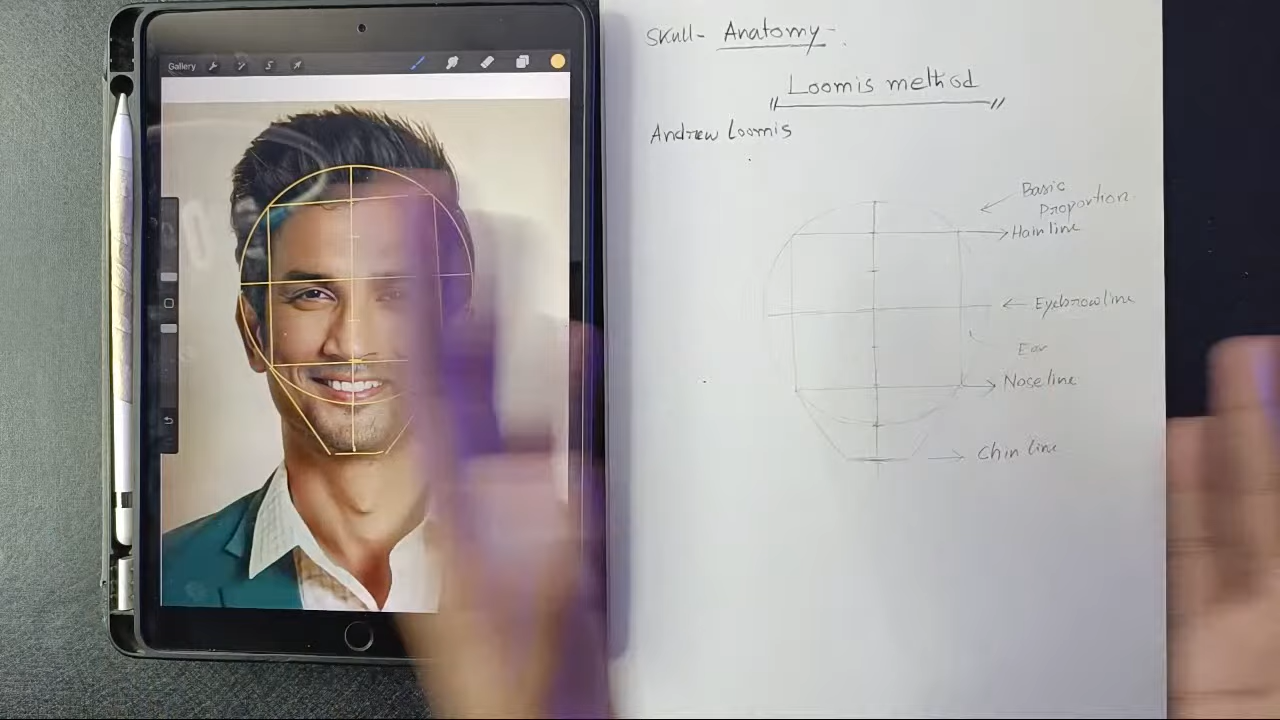 Gallery
Skull- Anatomy-.
Loomis method
Andrew Loomis
Basic
Proportion.
Hairline
Eyebrowline
Ear
Noseline
Chin line